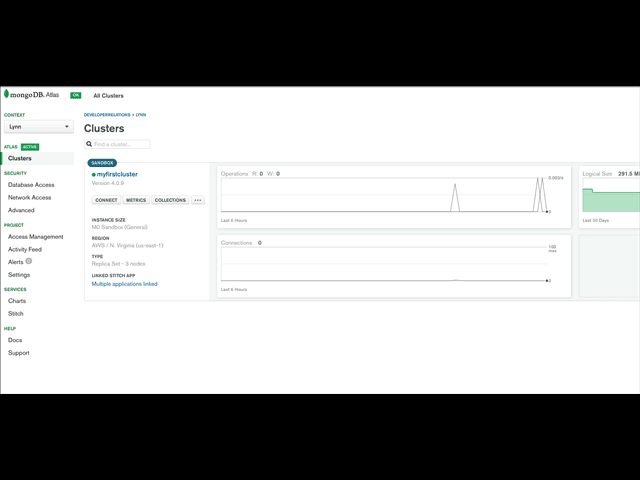 mongoDB. Atlas
OK
All Clusters
CONTEXT
Lynn
ATLAS ACTIVE
Clusters
SECURITY
Database Access
Network Access
Advanced
PROJECT
Access Management
Activity Feed
Alerts
Settings
SERVICES
Charts
Stitch
HELP
Docs
Support
DEVELOPERRELATIONS > LYNN
Clusters
Find a cluster...
SANDBOX
myfirstcluster
Version 4.0.9
CONNECT METRICS COLLECTIONS ...
INSTANCE SIZE
M0 Sandbox (General)
REGION
AWS / N. Virginia (us-east-1)
TYPE
Replica Set - 3 nodes
LINKED STITCH APP
Multiple applications linked
Operations R: 0 W: 0
0
Last 6 Hours
Connections 0
100
max
0
Last 6 Hours
Logical Size 291.5 M
Last 30 Days